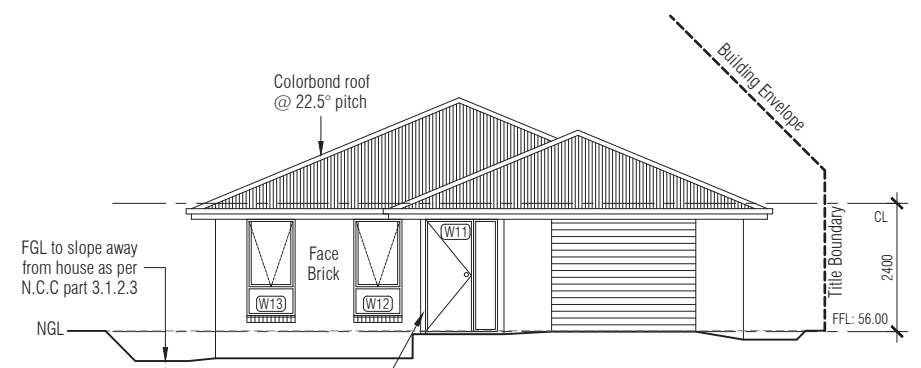 Building Envelope
Colorbond roof
@ 22.5° pitch
Title Boundary
CL
2400
FFL: 56.00
W11
FGL to slope away
from house as per
N.C.C part 3.1.2.3
Face
Brick
W13
W12
NGL